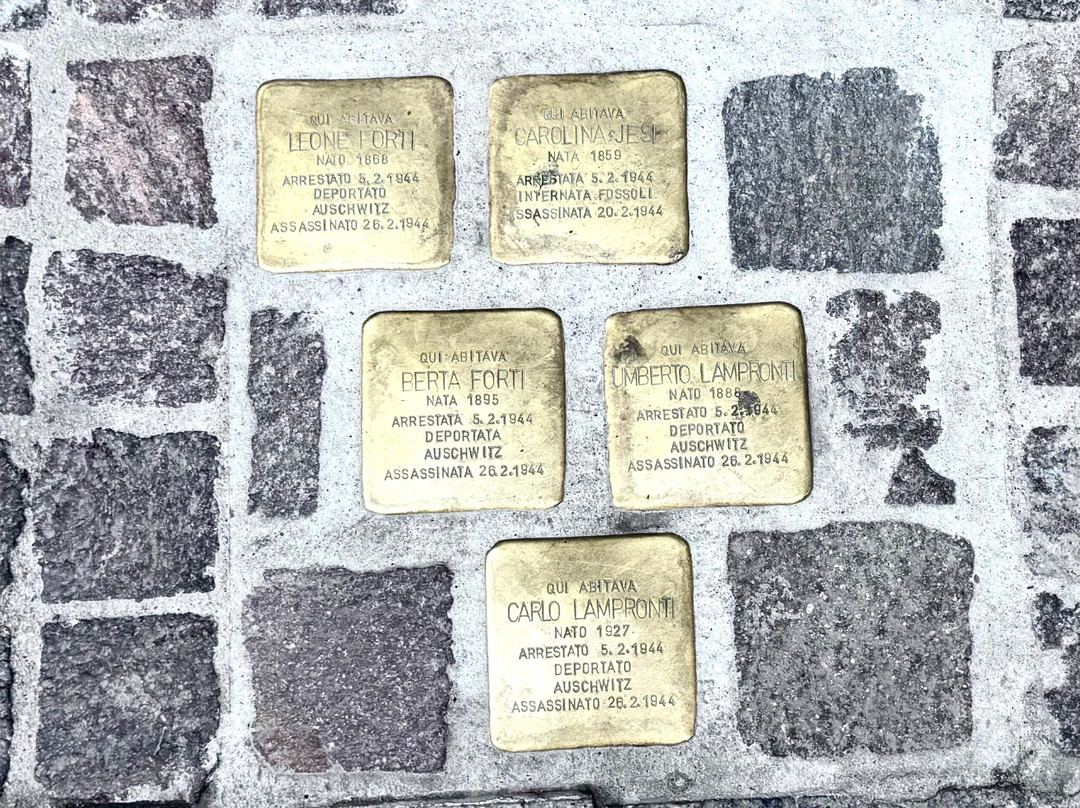 QUI ABITAVA
LEONE FORTI
NATO 1868
ARRESTATO 5.2.1944
DEPORTATO
AUSCHWITZ
ASSASSINATO 26.2.1944
QUI ABITAVA
CAROLINA JESI
NATA 1859
ARRESTATA 5.2.1944
INTERNATA FOSSOLI
ASSASSINATA 20.2.1944
QUI ABITAVA
BERTA FORTI
NATA 1895
ARRESTATA 5.2.1944
DEPORTATA
AUSCHWITZ
ASSASSINATA 26.2.1944
QUI ABITAVA
UMBERTO LAMPRONTI
NATO 1888
ARRESTATO 5.2.1944
DEPORTATO
AUSCHWITZ
ASSASSINATO 26.2.1944
QUI ABITAVA
CARLO LAMPRONTI
NATO 1927
ARRESTATO 5.2.1944
DEPORTATO
AUSCHWITZ
ASSASSINATO 26.2.1944